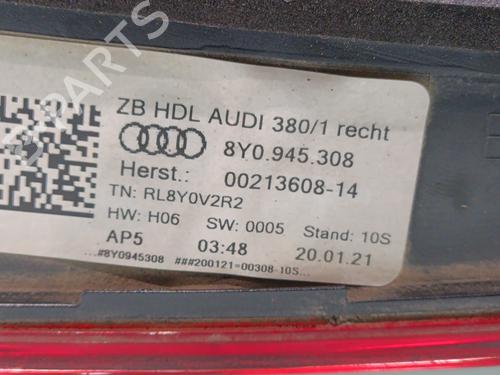 B-PARTS
ZB HDL AUDI 380/1 recht
8Y0.945.308
Herst.: 00213608-14
TN: RL8Y0V2R2
HW: H06 SW: 0005 Stand: 10S
AP5 03:48 20.01.21
...#8Y0945308 ###200121=00308-10S...